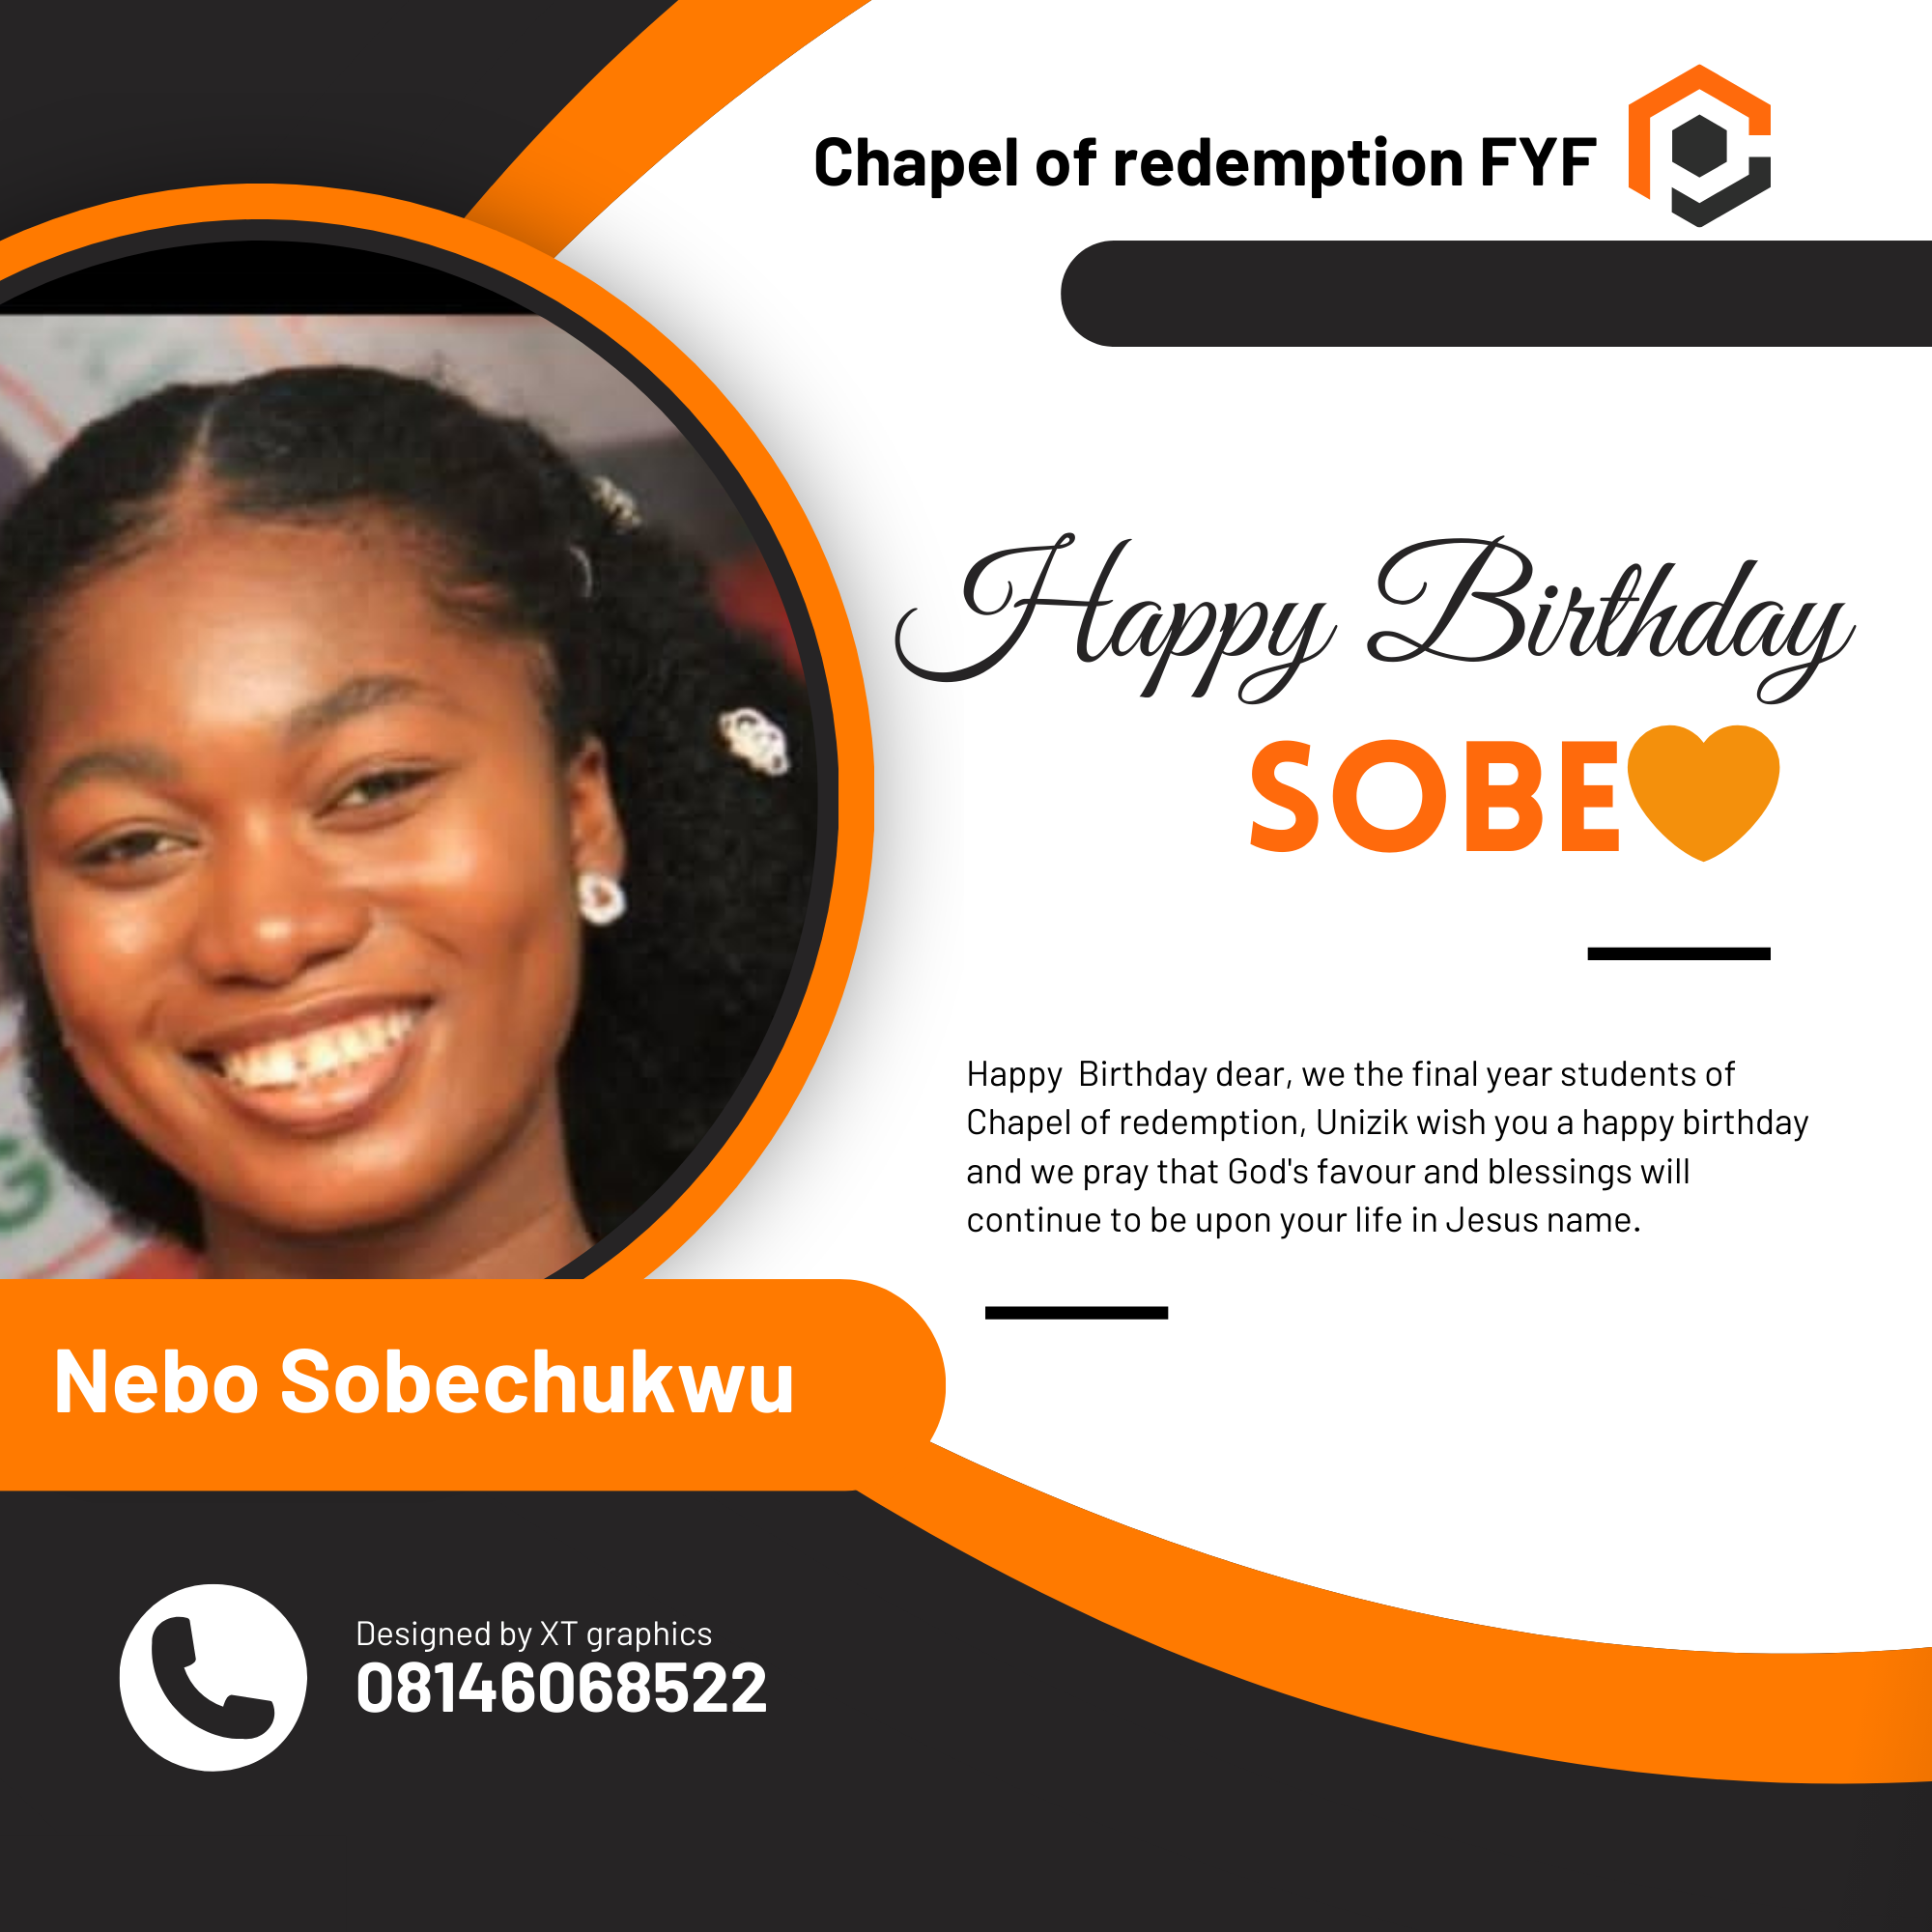 Chapel of redemption FYF
Happy Birthday
SOBE
Happy  Birthday dear, we the final year students of
Chapel of redemption, Unizik wish you a happy birthday
and we pray that God's favour and blessings will
continue to be upon your life in Jesus name.
G
Nebo Sobechukwu
Designed by XT graphics
08146068522